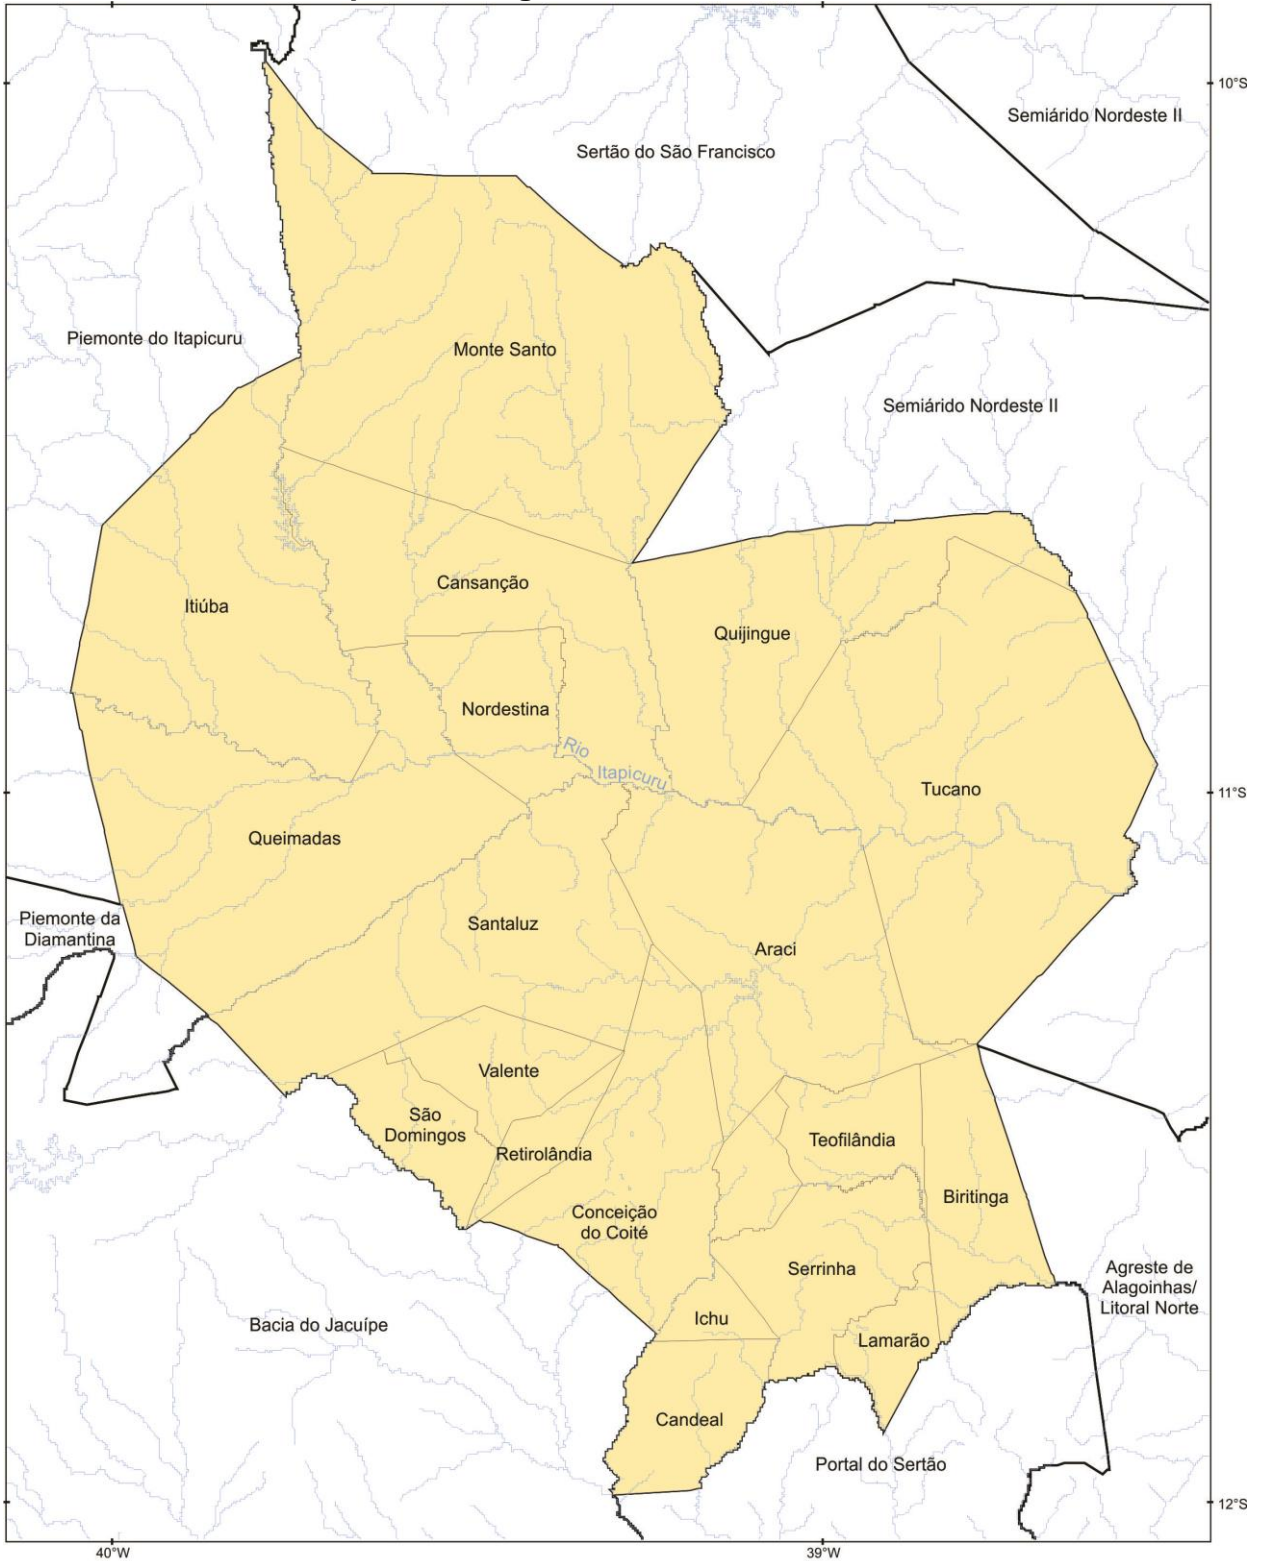 10°S
Semiárido Nordeste II
Sertão do São Francisco
Piemonte do Itapicuru
Monte Santo
Semiárido Nordeste II
Cansanção
Itiúba
Quijingue
Nordestina
Rio
Itapicuru
Tucano
11°S
Queimadas
Piemonte da
Diamantina
Santaluz
Araci
Valente
São
Domingos
Retirolândia
Teofilândia
Biritinga
Conceição
do Coité
Serrinha
Agreste de
Alagoinhas/
Litoral Norte
Ichu
Bacia do Jacuípe
Lamarão
Candeal
Portal do Sertão
12°S
40°W
39°W